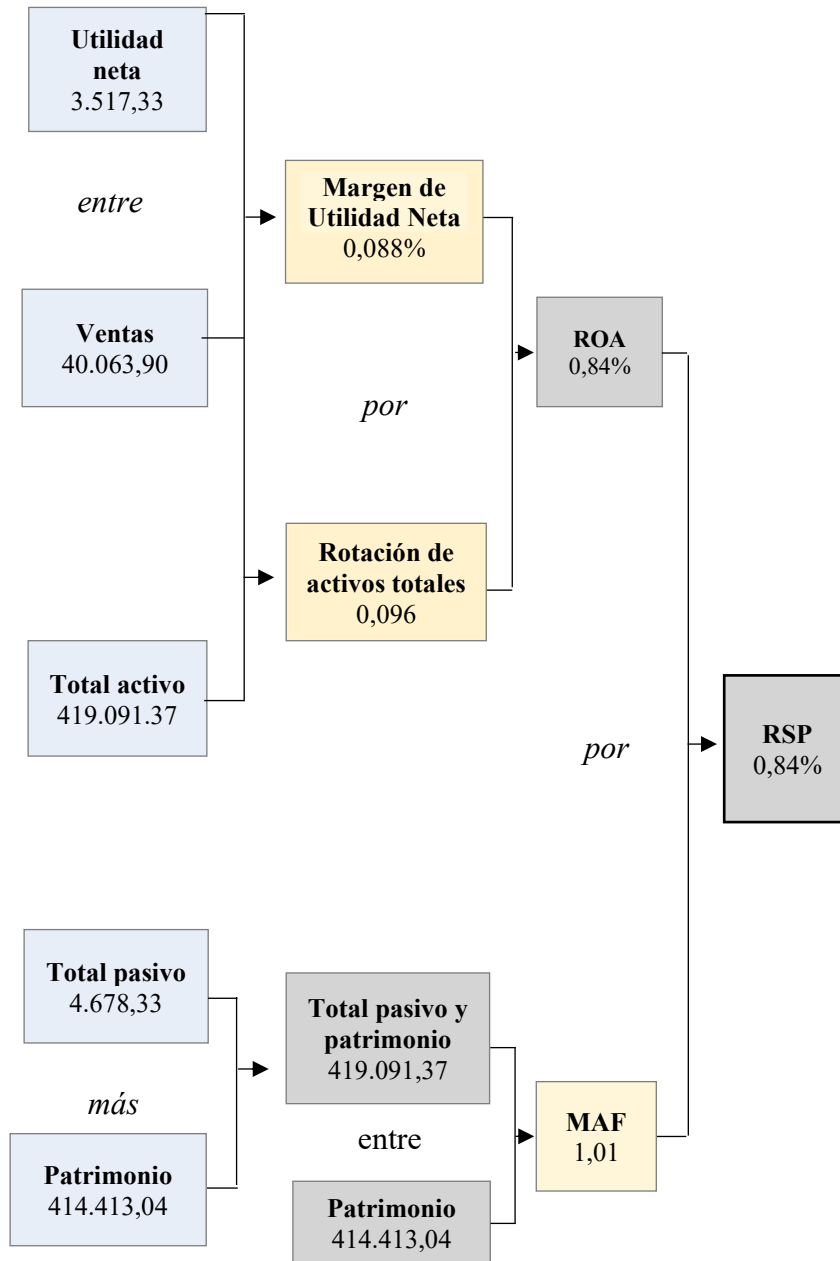 Utilidad
neta
3.517,33
entre
Ventas
40.063,90
Total activo
419.091.37
Margen de
Utilidad Neta
0,088%
por
Rotación de
activos totales
0,096
ROA
0,84%
por
RSP
0,84%
Total pasivo
4.678,33
más
Patrimonio
414.413,04
Total pasivo y
patrimonio
419.091,37
entre
Patrimonio
414.413,04
MAF
1,01